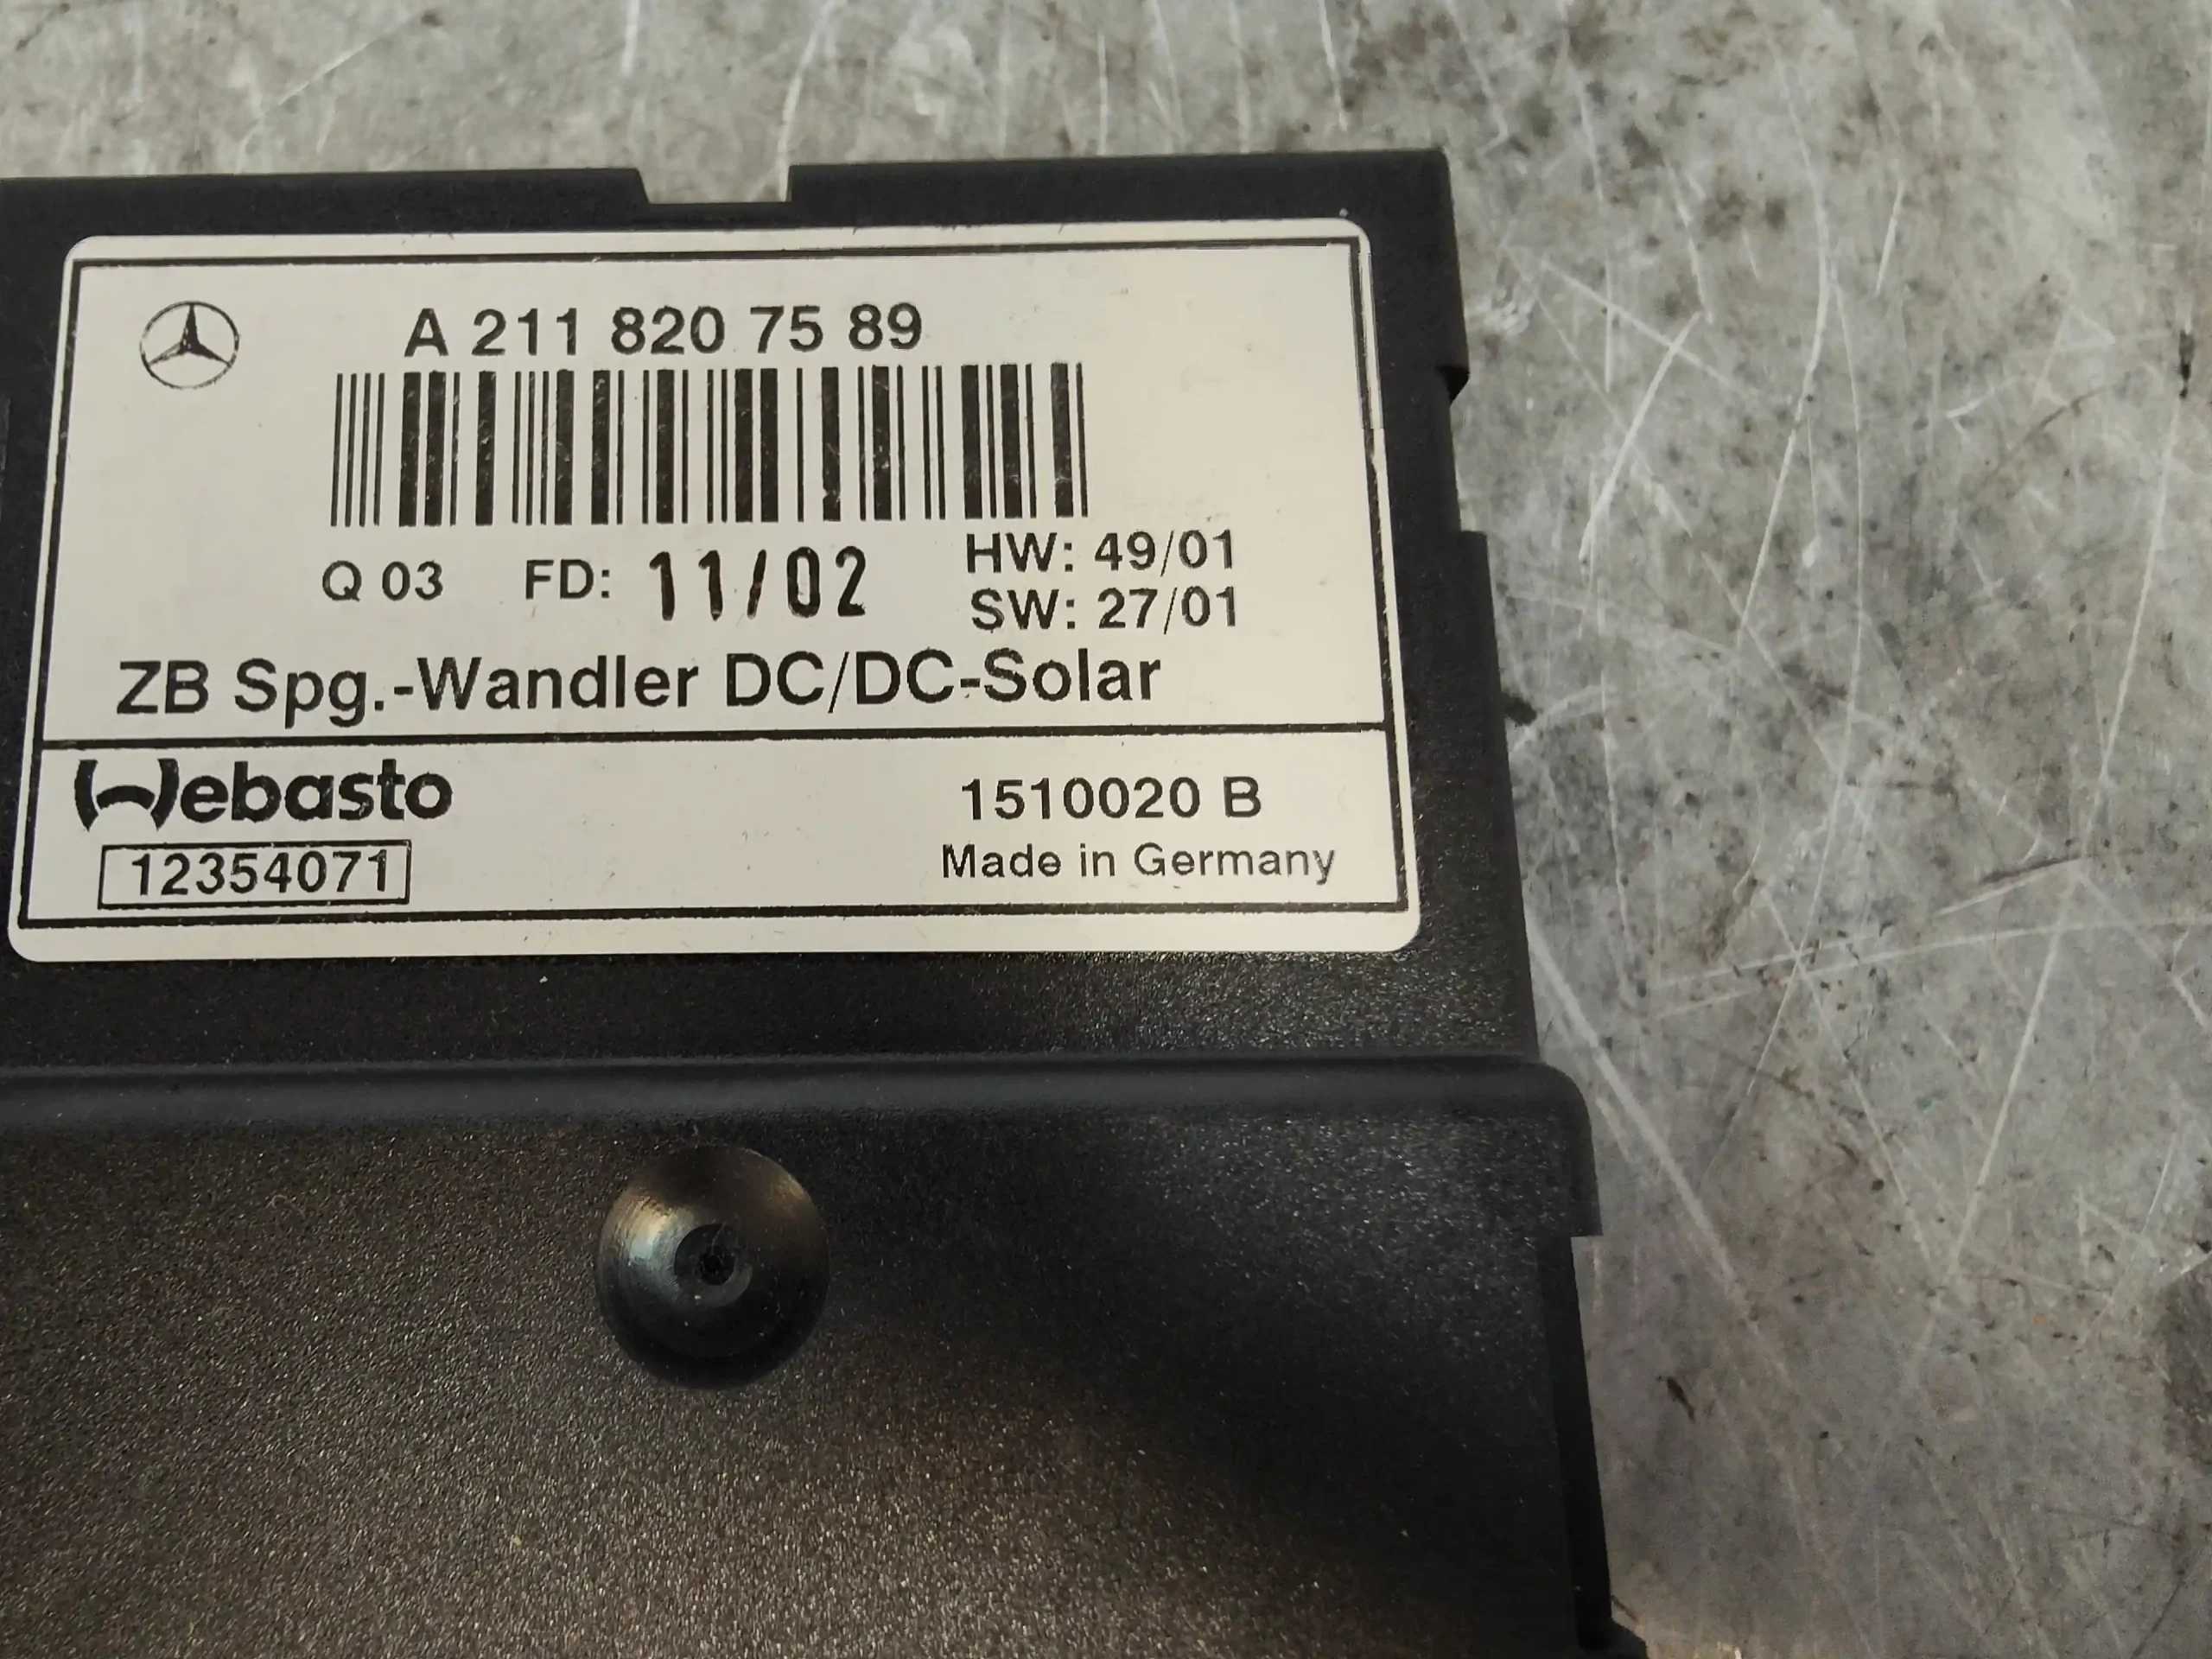 A 211 820 75 89
Q 03 FD: 11/02 HW: 49/01
SW: 27/01
ZB Spg.-Wandler DC/DC-Solar
Webasto 1510020 B
12354071 Made in Germany